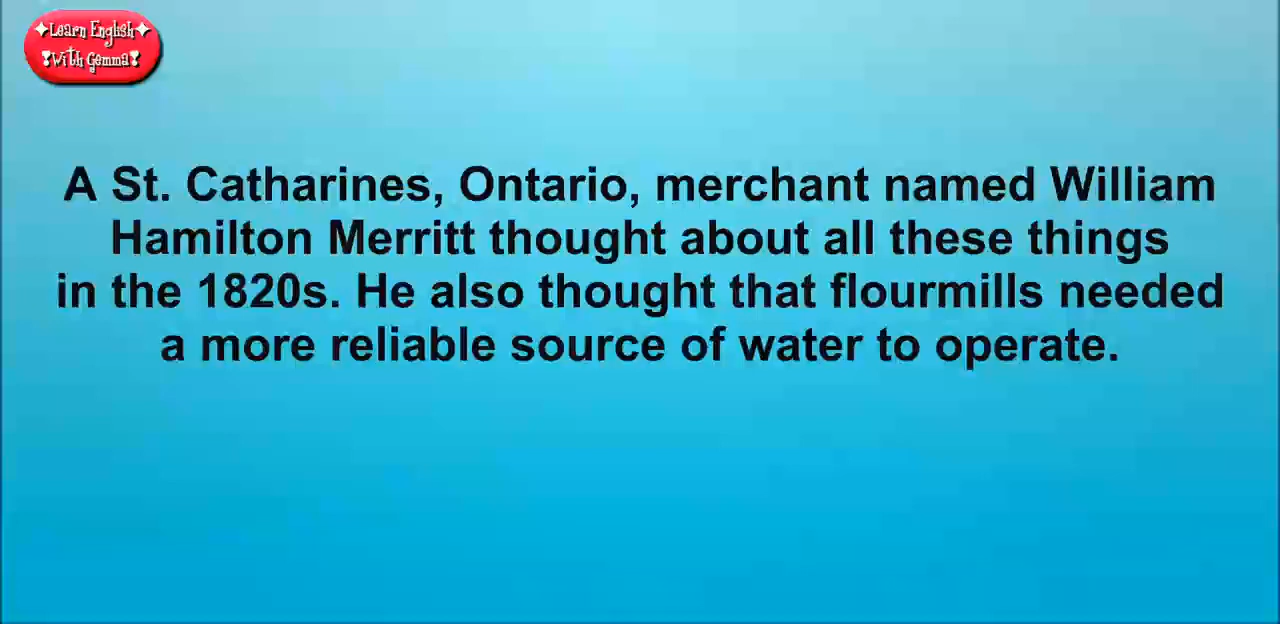 ✦Learn English✦
❣With Gemma❣
A St. Catharines, Ontario, merchant named William
Hamilton Merritt thought about all these things
in the 1820s. He also thought that flourmills needed
a more reliable source of water to operate.